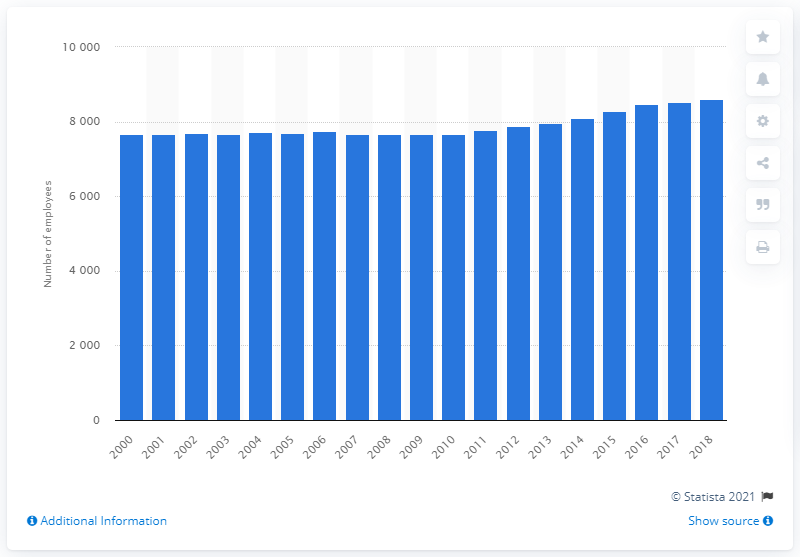 10 000
8 000
6 000
4 000
2 000
0
Number of employees
2000 2001 2002 2003 2004 2005 2006 2007 2008 2009 2010 2011 2012 2013 2014 2015 2016 2017 2018
© Statista 2021
Additional Information
Show source